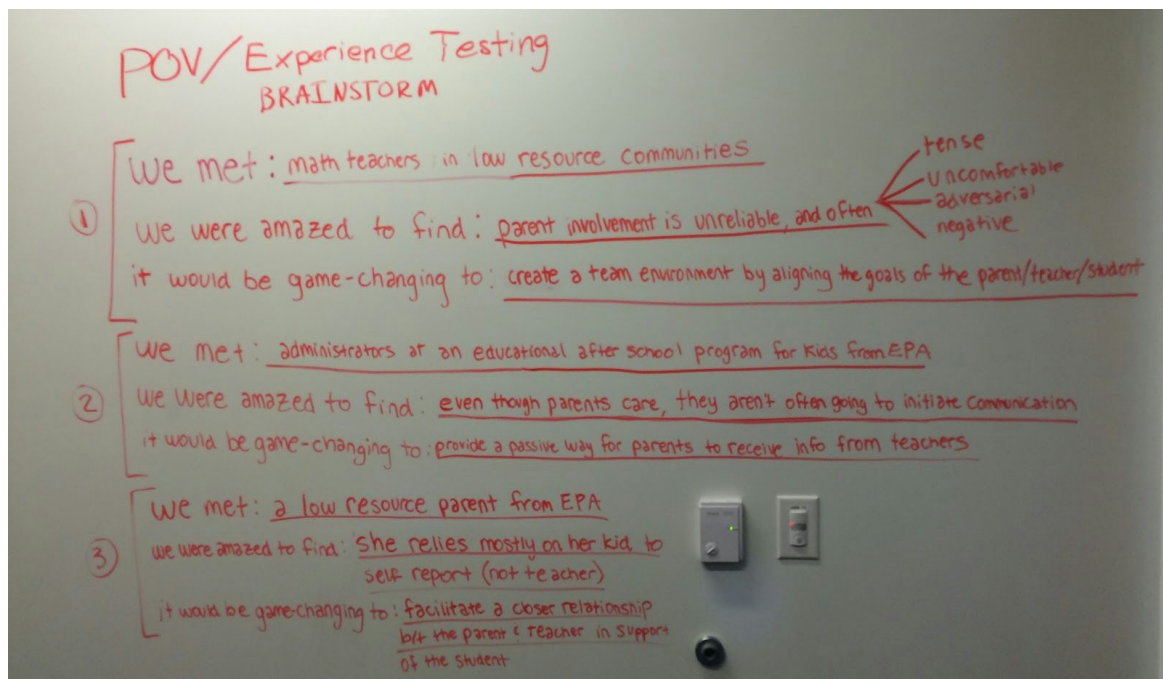 POV/Experience Testing
BRAINSTORM
① we met: math teachers in low resource communities
we were amazed to find: parent involvement is unreliable, and often
tense
uncomfortable
adversarial
negative
it would be game-changing to: create a team environment by aligning the goals of the parent/teacher/student
② we met: administrators at an educational after school program for kids from EPA
we were amazed to find: even though parents care, they aren't often going to initiate communication
it would be game-changing to: provide a passive way for parents to receive info from teachers
③ we met: a low resource parent from EPA
we were amazed to find: She relies mostly on her kid to
self report (not teacher)
it would be game-changing to: facilitate a closer relationship
b/t the parent & teacher in support
of the student